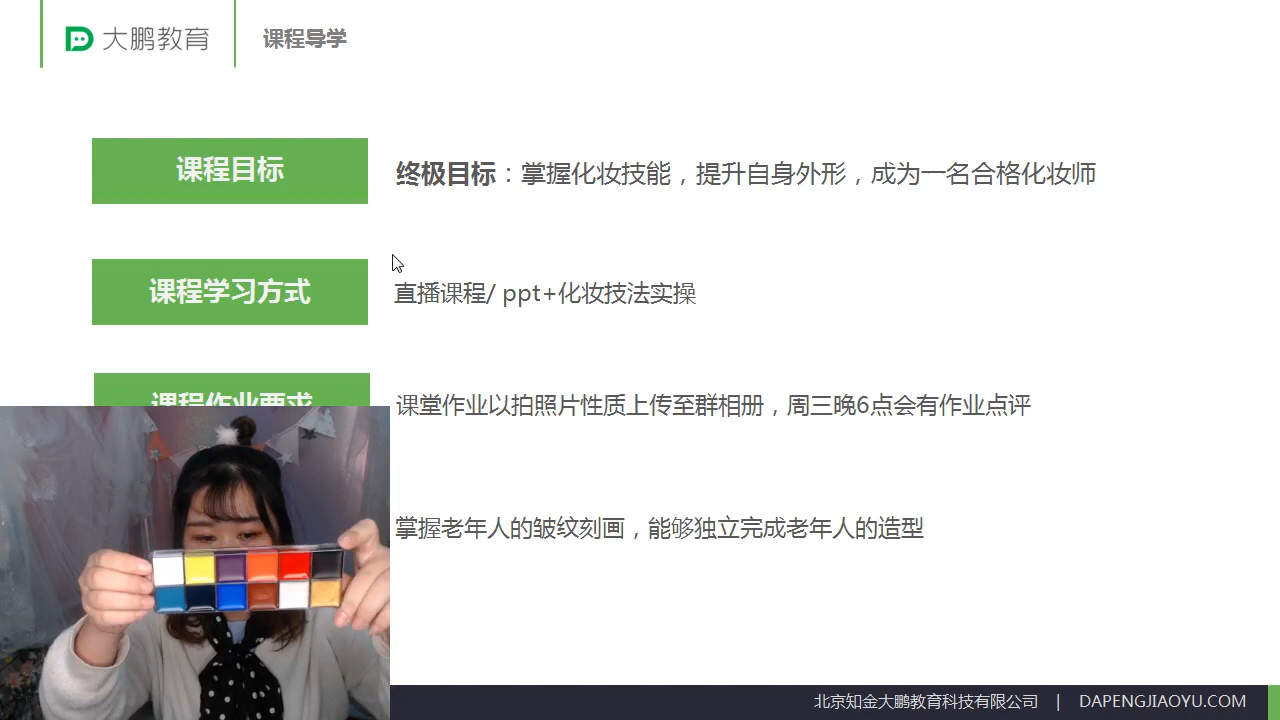 大鹏教育
课程导学
课程目标
终极目标：掌握化妆技能，提升自身外形，成为一名合格化妆师
课程学习方式
直播课程/ ppt+化妆技法实操
课程作业要求
课堂作业以拍照片性质上传至群相册，周三晚6点会有作业点评
掌握老年人的皱纹刻画，能够独立完成老年人的造型
北京知金大鹏教育科技有限公司 | DAPENGJIAOYU.COM